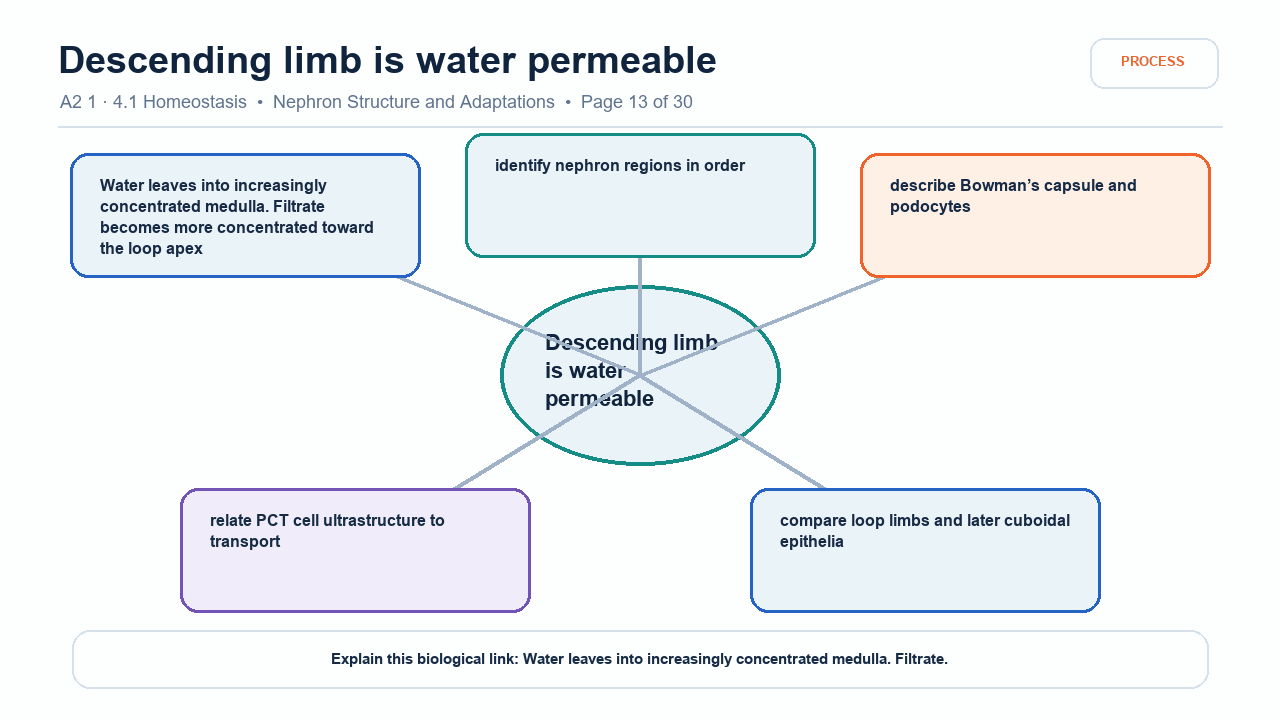 Descending limb is water permeable
PROCESS
A2 1 · 4.1 Homeostasis • Nephron Structure and Adaptations • Page 13 of 30
Water leaves into increasingly
concentrated medulla. Filtrate
becomes more concentrated toward
the loop apex
identify nephron regions in order
describe Bowman’s capsule and
podocytes
Descending limb
is water
permeable
relate PCT cell ultrastructure to
transport
compare loop limbs and later cuboidal
epithelia
Explain this biological link: Water leaves into increasingly concentrated medulla. Filtrate.